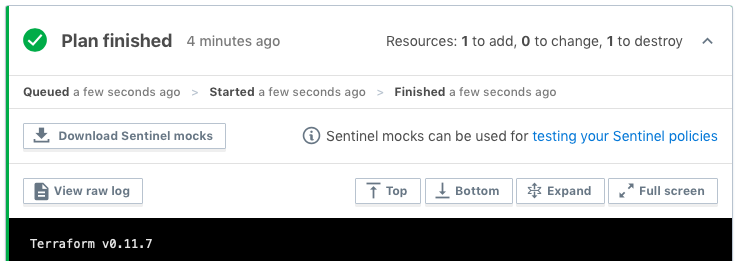 Plan finished 4 minutes ago Resources: 1 to add, 0 to change, 1 to destroy
Queued a few seconds ago > Started a few seconds ago > Finished a few seconds ago
Download Sentinel mocks Sentinel mocks can be used for testing your Sentinel policies
View raw log Top Bottom Expand Full screen
Terraform v0.11.7